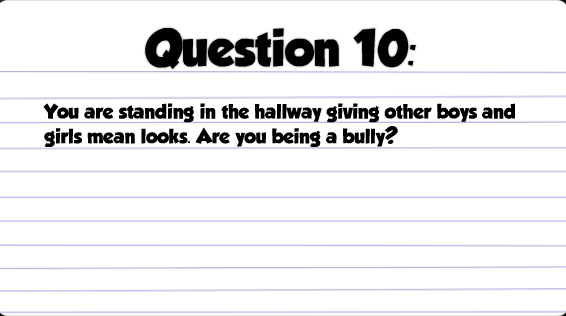 Question 10:
You are standing in the hallway giving other boys and
girls mean looks. Are you being a bully?